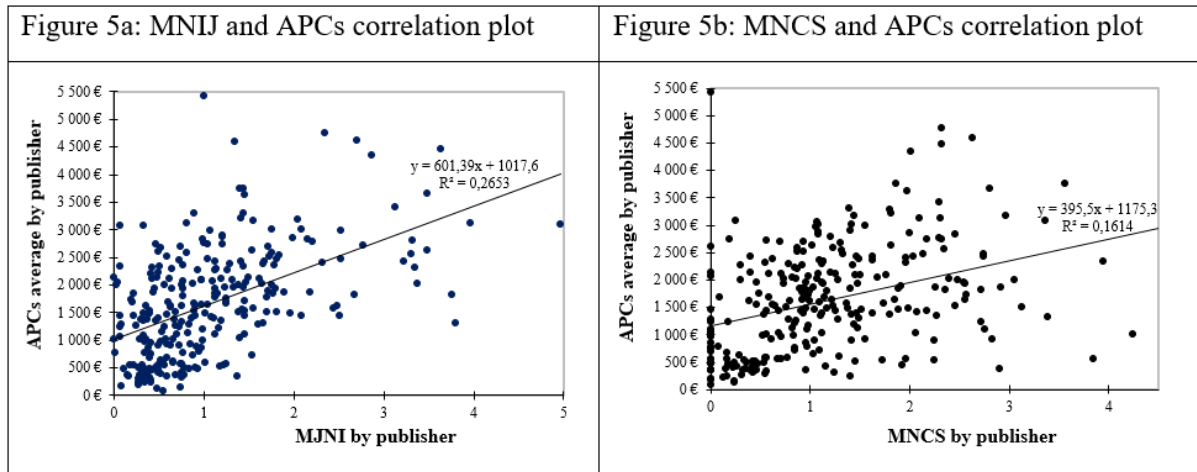 Figure 5a: MNIJ and APCs correlation plot
5 500 €
5 000 €
4 500 €
4 000 €
3 500 €
3 000 €
2 500 €
2 000 €
1 500 €
1 000 €
500 €
0 €
APCs average by publisher
y = 601,39x + 1017,6
R² = 0,2653
0 1 2 3 4 5
MJNI by publisher
Figure 5b: MNCS and APCs correlation plot
5 500 €
5 000 €
4 500 €
4 000 €
3 500 €
3 000 €
2 500 €
2 000 €
1 500 €
1 000 €
500 €
0 €
APCs average by publisher
y = 395,5x + 1175,3
R² = 0,1614
0 1 2 3 4
MNCS by publisher